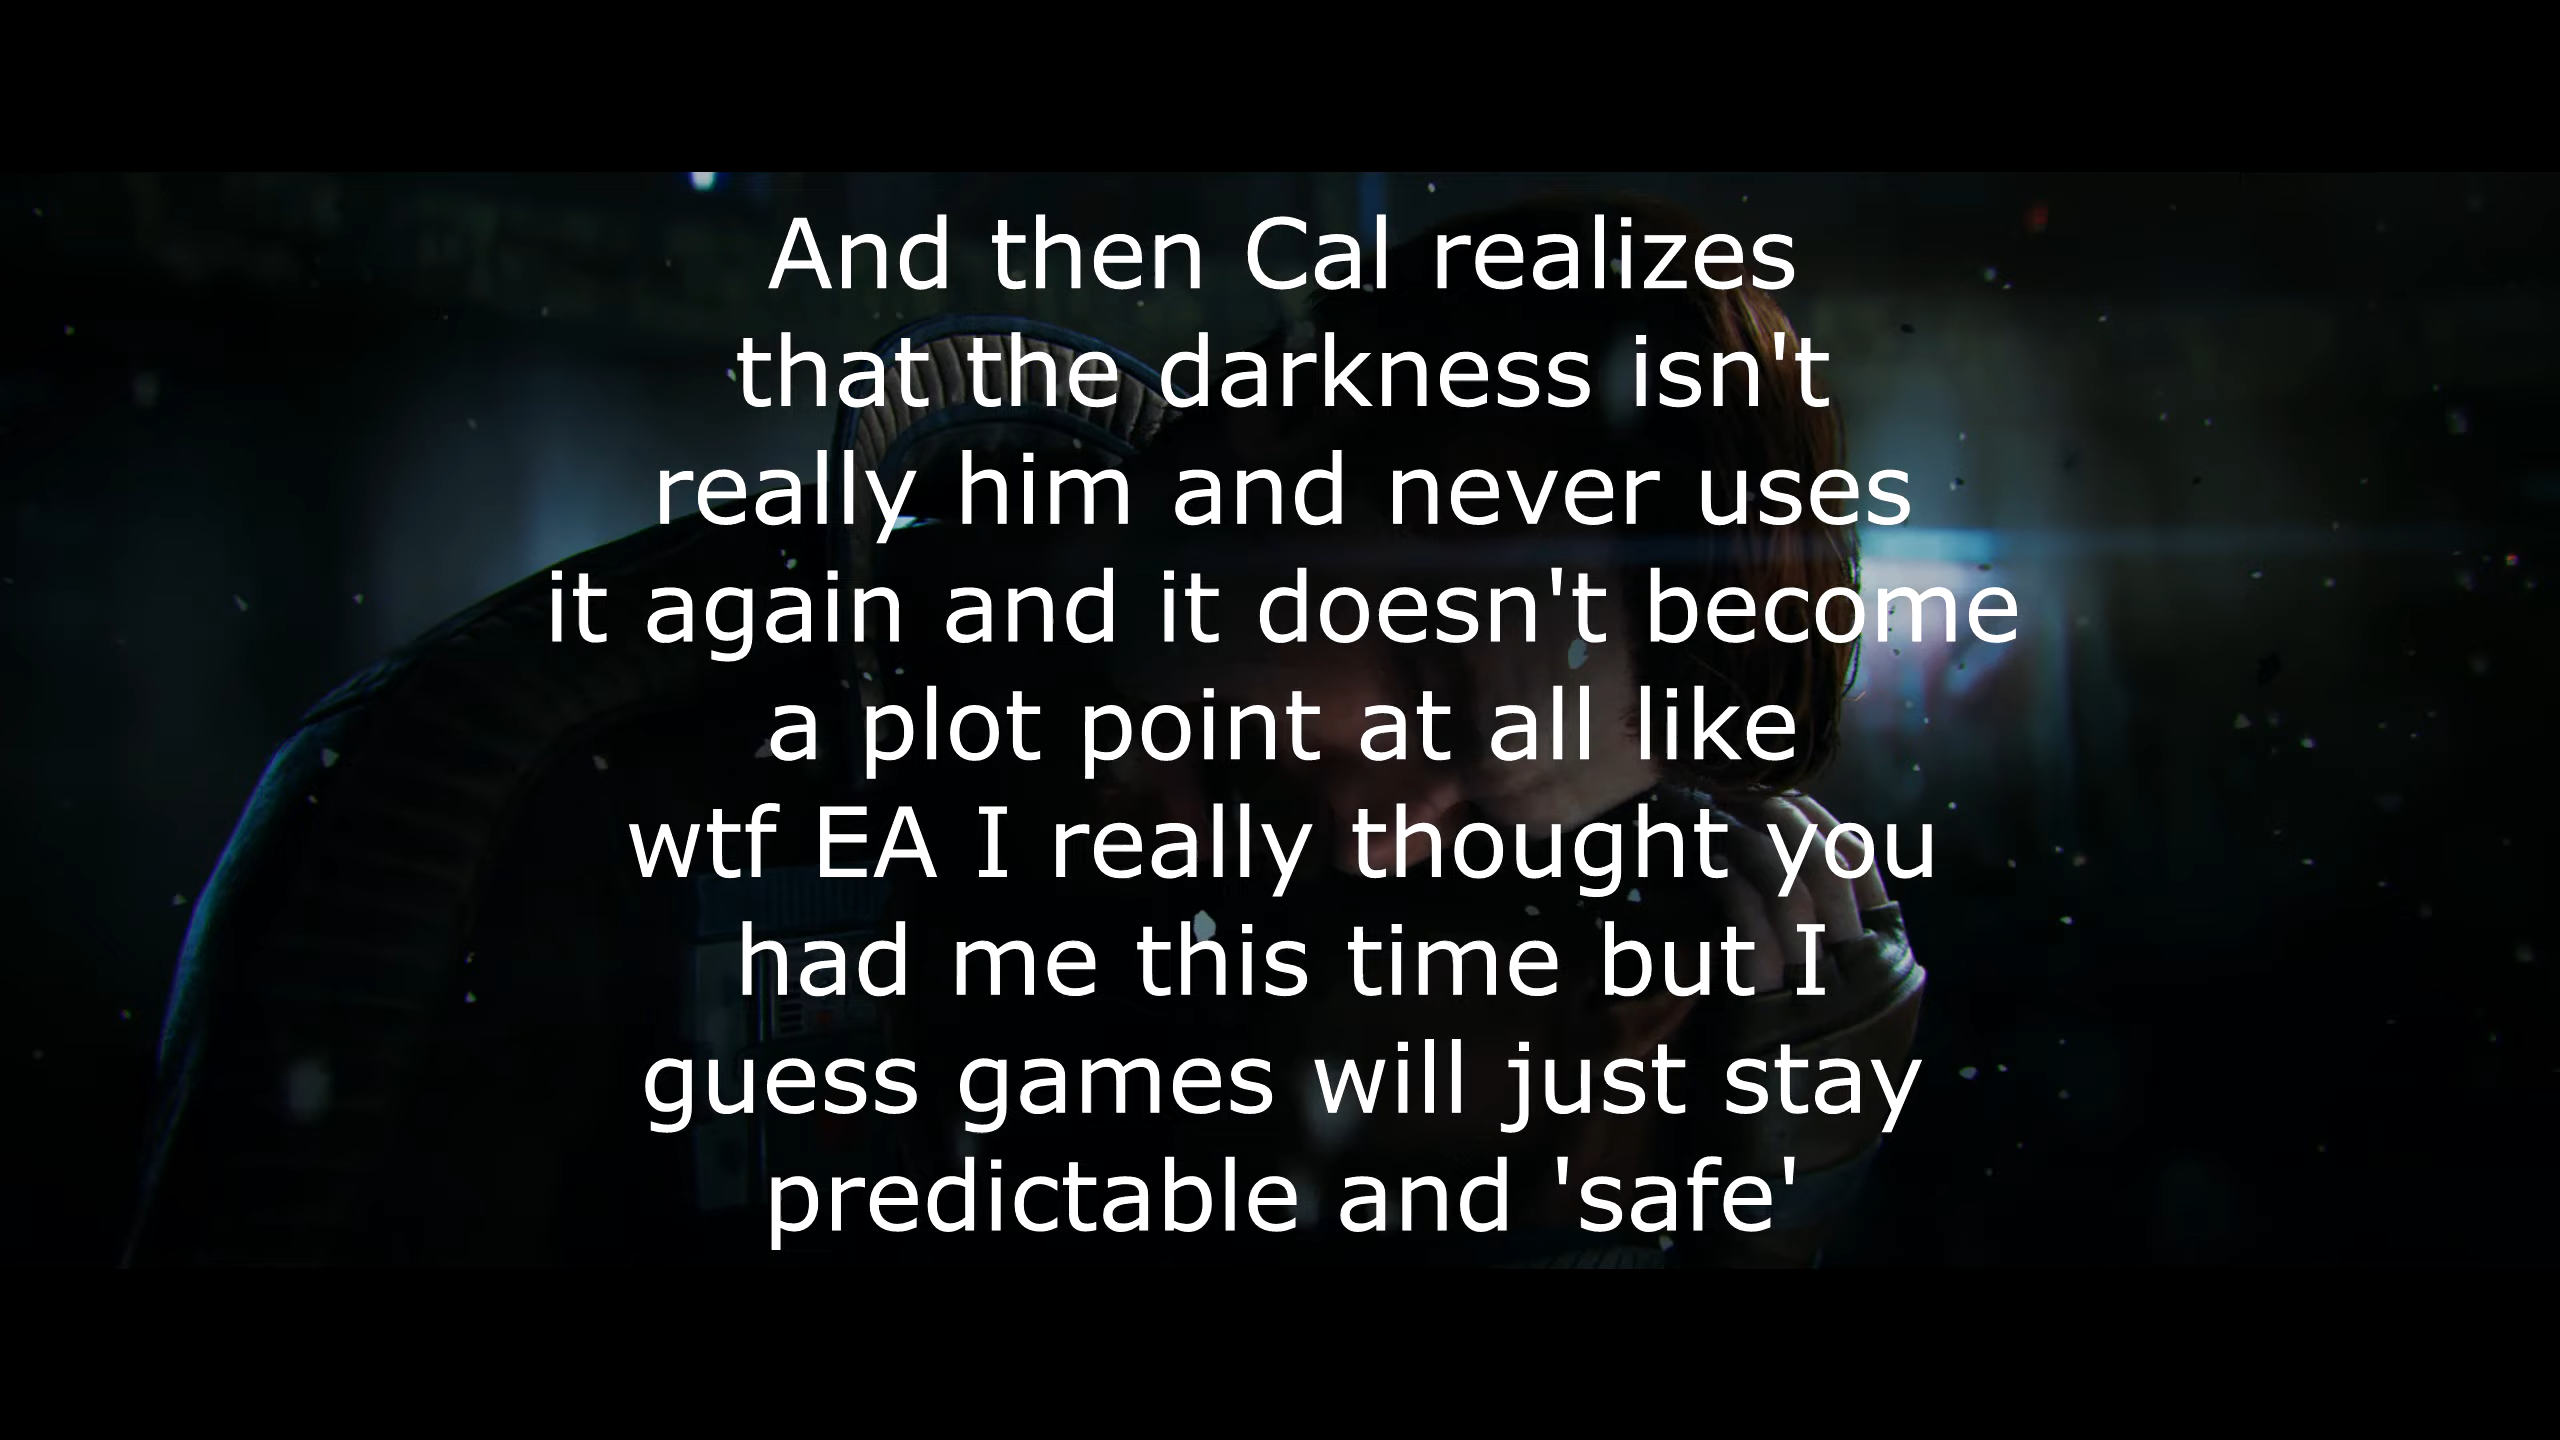 And then Cal realizes
that the darkness isn't
really him and never uses
it again and it doesn't become
a plot point at all like
wtf EA I really thought you
had me this time but I
guess games will just stay
predictable and 'safe'